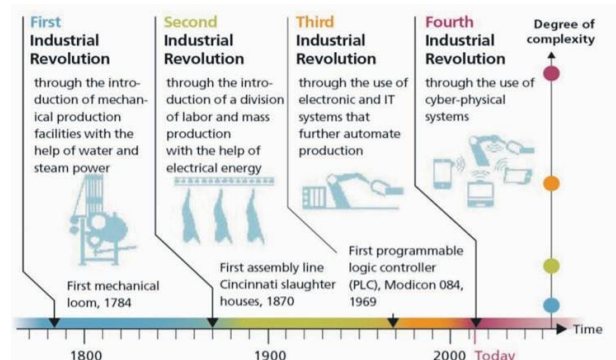 First
Industrial
Revolution
through the intro-
duction of mechan-
ical production
facilities with the
help of water and
steam power
First mechanical
loom, 1784
Second
Industrial
Revolution
through the intro-
duction of a division
of labor and mass
production
with the help of
electrical energy
First assembly line
Cincinnati slaughter
houses, 1870
Third
Industrial
Revolution
through the use of
electronic and IT
systems that
further automate
production
First programmable
logic controller
(PLC), Modicon 084,
1969
Fourth
Industrial
Revolution
through the use of
cyber-physical
systems
Degree of
complexity
Time
1800
1900
2000
Today